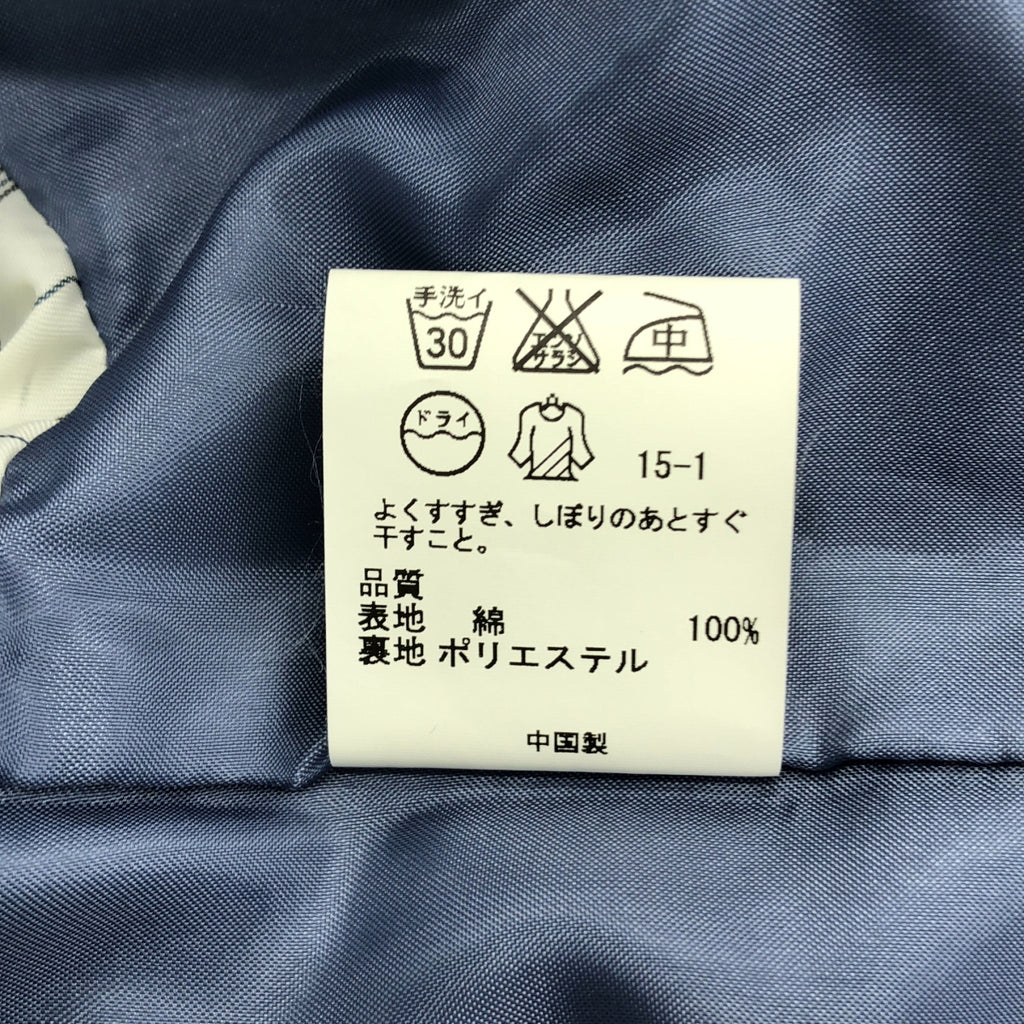 手洗イ
30
エンソ
サラシ
中
ドライ
15-1
よくすすぎ、しぼりのあとすぐ
干すこと。
品質
表地 綿 100%
裏地 ポリエステル
中国製